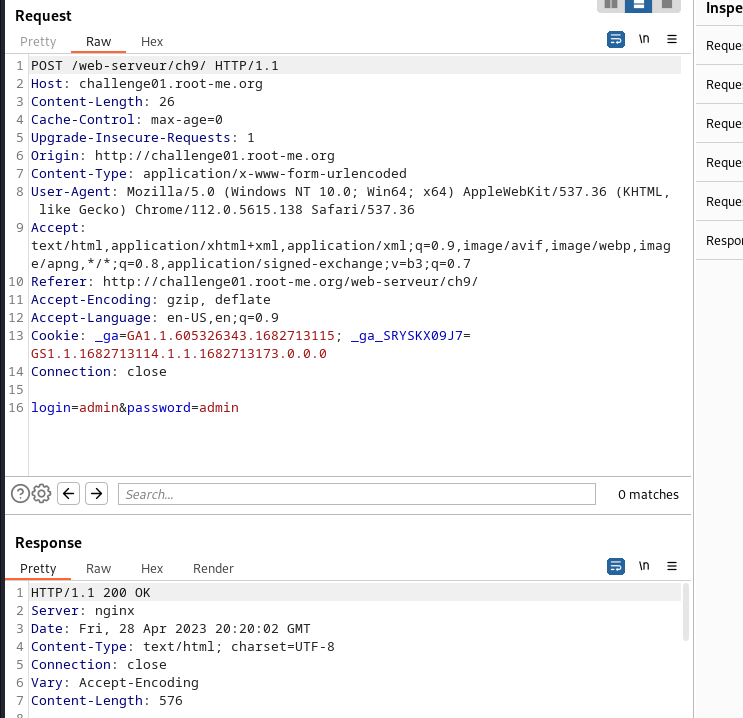 Request
Inspe
Pretty Raw Hex
\n
Reque
1 POST /web-serveur/ch9/ HTTP/1.1
2 Host: challenge01.root-me.org
3 Content-Length: 26
4 Cache-Control: max-age=0
5 Upgrade-Insecure-Requests: 1
6 Origin: http://challenge01.root-me.org
7 Content-Type: application/x-www-form-urlencoded
8 User-Agent: Mozilla/5.0 (Windows NT 10.0; Win64; x64) AppleWebKit/537.36 (KHTML,
like Gecko) Chrome/112.0.5615.138 Safari/537.36
9 Accept:
text/html,application/xhtml+xml,application/xml;q=0.9,image/avif,image/webp,imag
e/apng,*/*;q=0.8,application/signed-exchange;v=b3;q=0.7
10 Referer: http://challenge01.root-me.org/web-serveur/ch9/
11 Accept-Encoding: gzip, deflate
12 Accept-Language: en-US,en;q=0.9
13 Cookie: _ga=GA1.1.605326343.1682713115; _ga_SRYSKX09J7=
GS1.1.1682713114.1.1.1682713173.0.0.0
14 Connection: close
15
16 login=admin&password=admin
Reque
Reque
Reque
Reque
Respor
Search...
0 matches
Response
Pretty Raw Hex Render
\n
1 HTTP/1.1 200 OK
2 Server: nginx
3 Date: Fri, 28 Apr 2023 20:20:02 GMT
4 Content-Type: text/html; charset=UTF-8
5 Connection: close
6 Vary: Accept-Encoding
7 Content-Length: 576